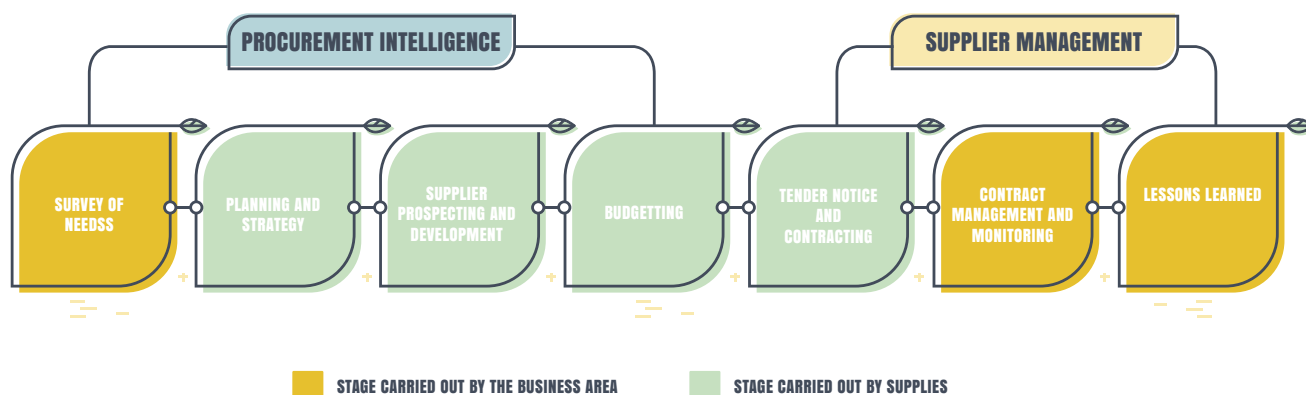 PROCUREMENT INTELLIGENCE
SUPPLIER MANAGEMENT
SURVEY OF
NEEDSS
PLANNING AND
STRATEGY
SUPPLIER
PROSPECTING AND
DEVELOPMENT
BUDGETTING
TENDER NOTICE
AND
CONTRACTING
CONTRACT
MANAGEMENT AND
MONITORING
LESSONS LEARNED
STAGE CARRIED OUT BY THE BUSINESS AREA
STAGE CARRIED OUT BY SUPPLIES